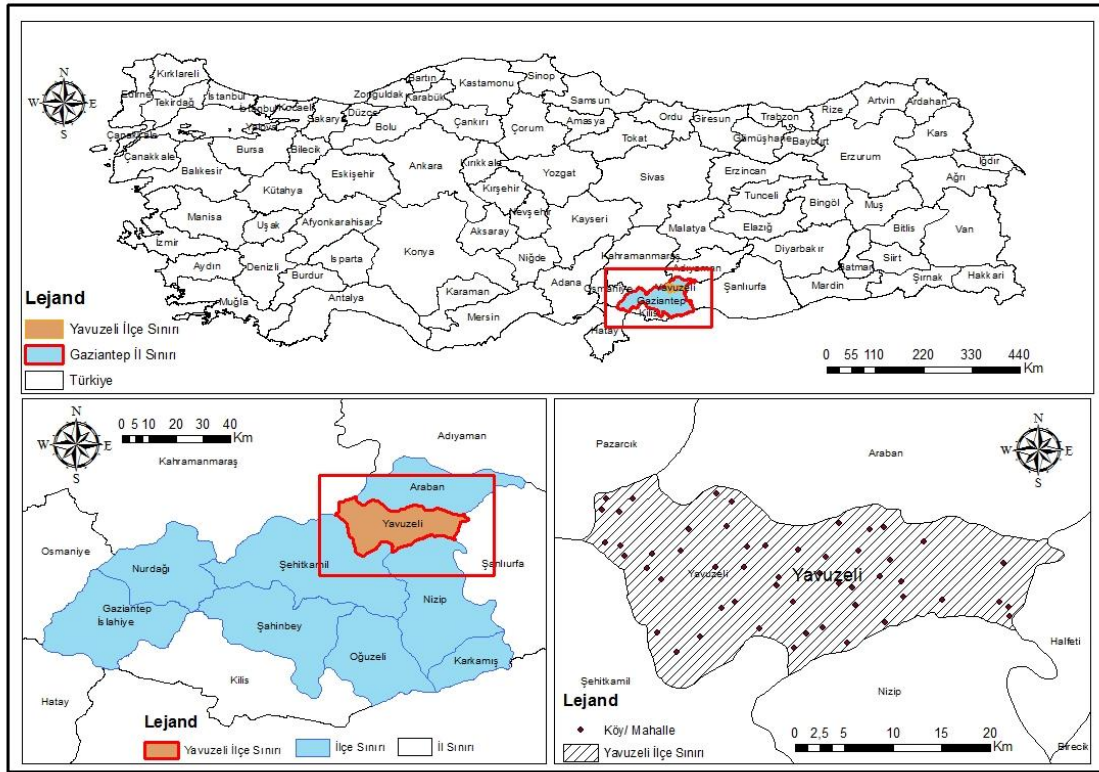 N
W E
S
Kırklareli
Edirne
Tekirdağ
İstanbul
İstanbul
Kocaeli
Yalova
Sakarya
Düzce
Zonguldak
Bartın
Karabük
Kastamonu
Sinop
Samsun
Çankırı
Bolu
Çorum
Amasya
Ordu
Giresun
Trabzon
Rize
Artvin
Ardahan
Kars
Gümüşhane
Bayburt
Tokat
Çanakkale
Çanakkale
Bursa
Bilecik
Balıkesir
Eskişehir
Ankara
Kırıkkale
Yozgat
Sivas
Erzincan
Erzurum
Iğdır
Ağrı
Kütahya
Kırşehir
Tunceli
Bingöl
Muş
Manisa
Uşak
Afyonkarahisar
Nevşehir
Kayseri
Malatya
Elazığ
Bitlis
Van
İzmir
Konya
Aksaray
Diyarbakır
Aydın
Denizli
Isparta
Burdur
Niğde
Kahramanmaraş
Adıyaman
Batman
Siirt
Şırnak
Hakkari
Muğla
Antalya
Karaman
Mersin
Adana
Osmaniye
Yavuzeli
Gaziantep
Kilis
Hatay
Şanlıurfa
Mardin
Lejand
Yavuzeli İlçe Sınırı
Gaziantep İl Sınırı
Türkiye
0 55 110 220 330 440
Km
N
W E
S
0 5 10 20 30 40
Km
Adıyaman
Kahramanmaraş
Araban
Yavuzeli
Osmaniye
Nurdağı
Şehitkamil
Şanlıurfa
Gaziantep
İslahiye
Nizip
Şahinbey
Oğuzeli
Karkamış
Kilis
Hatay
Lejand
Yavuzeli İlçe Sınırı
İlçe Sınırı
İl Sınırı
N
W E
S
Pazarcık
Araban
Yavuzeli
Yavuzeli
Halfeti
Şehitkamil
Nizip
Birecik
Lejand
Köy/ Mahalle
Yavuzeli İlçe Sınırı
0 2,5 5 10 15 20
Km